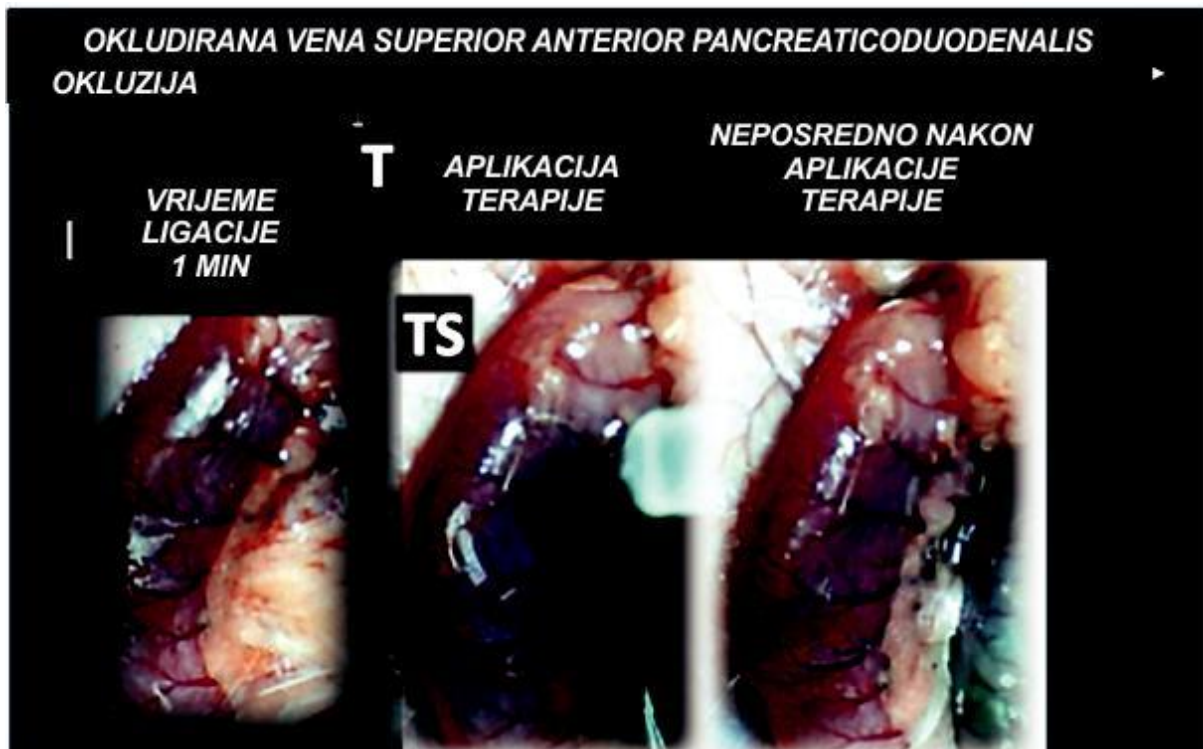 OKLUDIRANA VENA SUPERIOR ANTERIOR PANCREATICODUODENALIS
OKLUZIJA
VRIJEME
LIGACIJE
1 MIN
T
APLIKACIJA
TERAPIJE
NEPOSREDNO NAKON
APLIKACIJE
TERAPIJE
TS